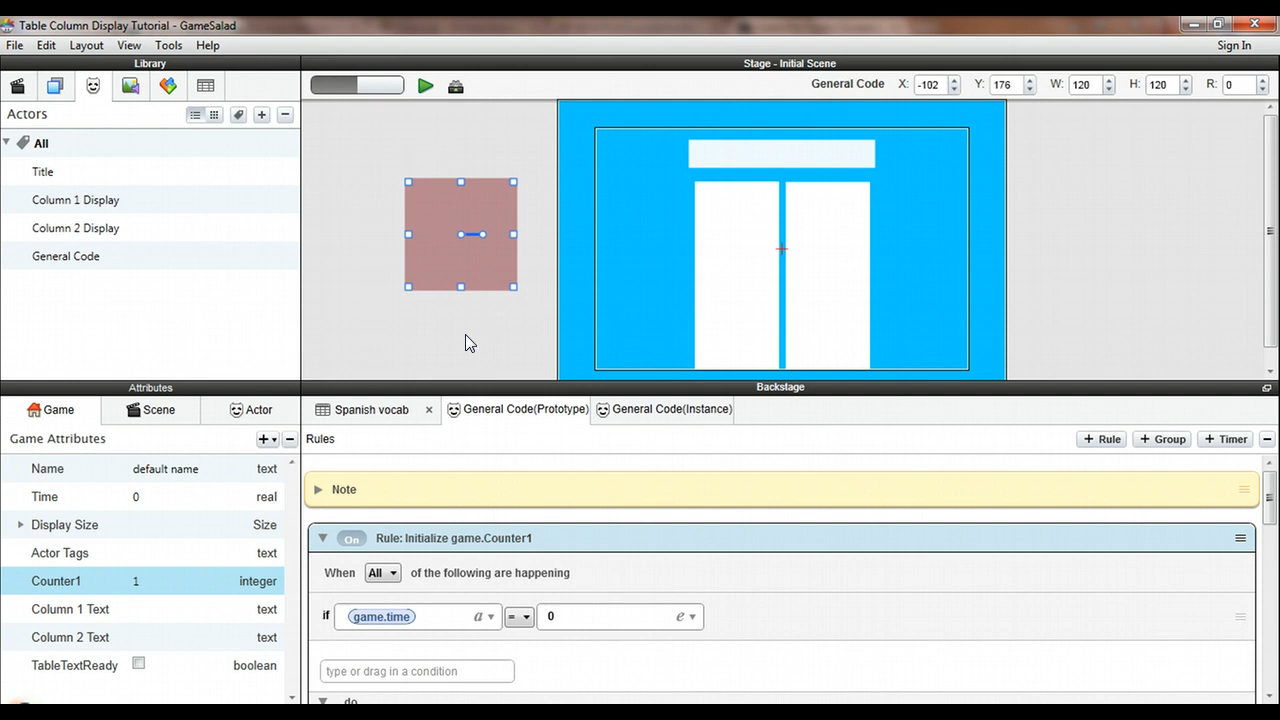 Table Column Display Tutorial - GameSalad
File Edit Layout View Tools Help Sign In
Library
Stage - Initial Scene
General Code X: -102 Y: 176 W: 120 H: 120 R: 0
Actors
All
Title
Column 1 Display
Column 2 Display
General Code
Attributes
Backstage
Game Scene Actor
Spanish vocab × General Code(Prototype) General Code(Instance)
Game Attributes
Rules + Rule + Group + Timer
Name default name text
Time 0 real
Display Size Size
Actor Tags text
Counter1 1 integer
Column 1 Text text
Column 2 Text text
TableTextReady boolean
Note
On Rule: Initialize game.Counter1
When All of the following are happening
if game.time a = 0 e
type or drag in a condition
do